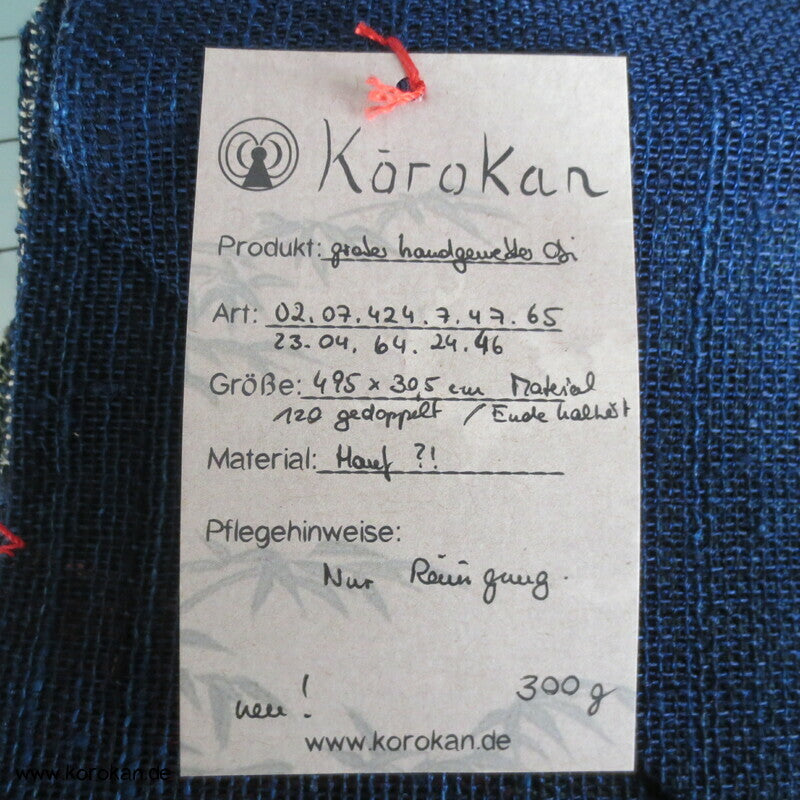 Kōrokan
Produkt: großes handgewebtes Obi
Art: 02.07.424.7.47.65
23.04.64.24.46
Größe: 495 x 30,5 cm Material
120 gedoppelt / Ende
Material: Hanf ?!
Pflegehinweise:
Nur Reinigung.
neu! 300 g
www.korokan.de
www.korokan.de